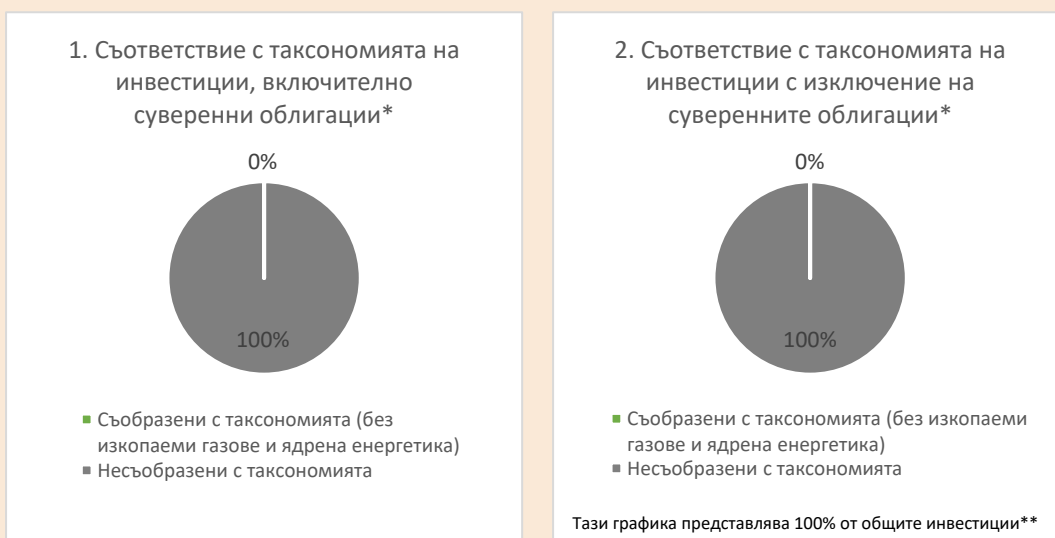 1. Съответствие с таксономията на
инвестиции, включително
суверенни облигации*
0%
100%
Съобразени с таксономията (без
изкопаеми газове и ядрена енергетика)
Несъобразени с таксономията
2. Съответствие с таксономията на
инвестиции с изключение на
суверенните облигации*
0%
100%
Съобразени с таксономията (без изкопаеми
газове и ядрена енергетика)
Несъобразени с таксономията
Тази графика представлява 100% от общите инвестиции**